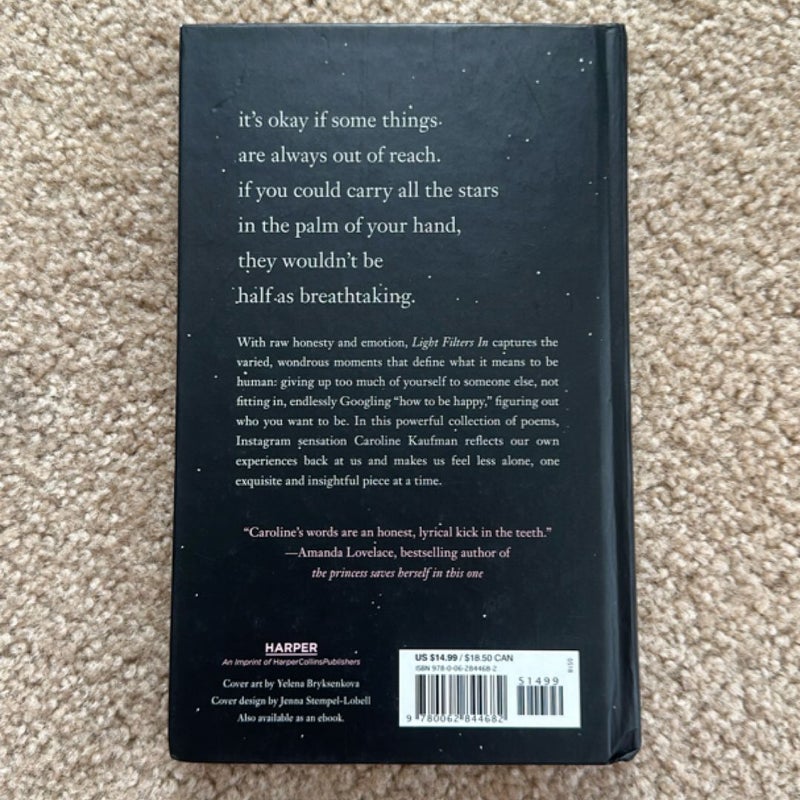 it's okay if some things
are always out of reach.
if you could carry all the stars
in the palm of your hand,
they wouldn't be
half as breathtaking.
With raw honesty and emotion, Light Filters In captures the
varied, wondrous moments that define what it means to be
human: giving up too much of yourself to someone else, not
fitting in, endlessly Googling “how to be happy,” figuring out
who you want to be. In this powerful collection of poems,
Instagram sensation Caroline Kaufman reflects our own
experiences back at us and makes us feel less alone, one
exquisite and insightful piece at a time.
“Caroline's words are an honest, lyrical kick in the teeth.”
—Amanda Lovelace, bestselling author of
the princess saves herself in this one
HARPER
An Imprint of HarperCollinsPublishers
Cover art by Yelena Bryksenkova
Cover design by Jenna Stempel-Lobell
Also available as an ebook.
US $14.99 / $18.50 CAN
ISBN 978-0-06-284468-2
51499
9 780062 844682
0518